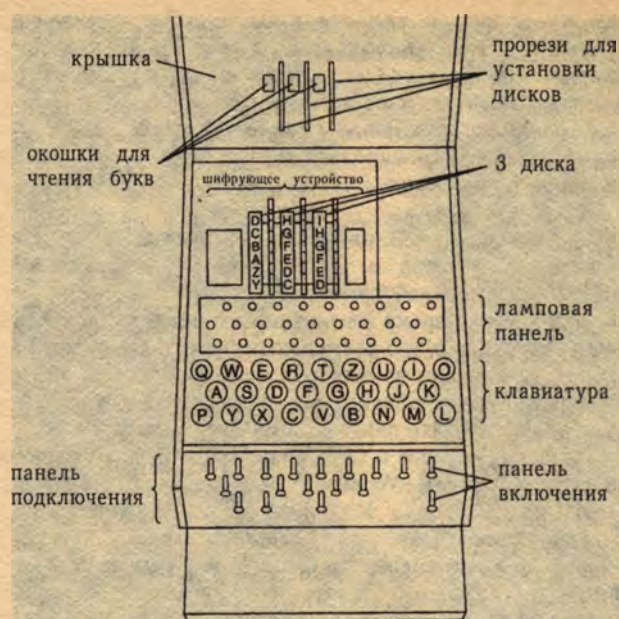 крышка
прорези для
установки
дисков
окошки для
чтения букв
3 диска
шифрующее устройство
D H I
C G H
B F G
A E F
Z D E
Y C D
ламповая
панель
Q W E R T Z U I O
A S D F G H J K
P Y X C V B N M L
клавиатура
панель
подключения
панель
включения